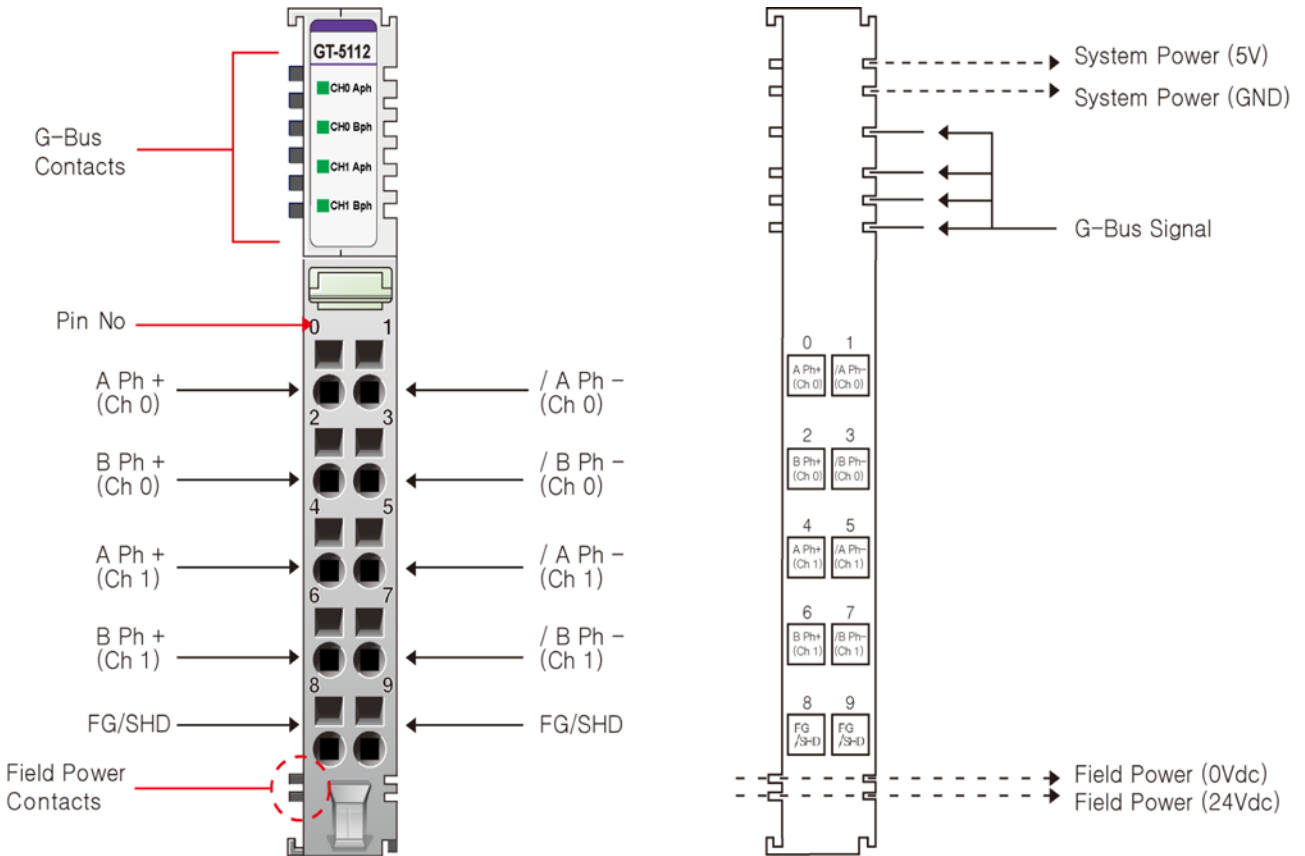 GT-5112
CH0 Aph
CH0 Bph
CH1 Aph
CH1 Bph
G-Bus
Contacts
Pin No
0 1
A Ph +
(Ch 0)
/ A Ph -
(Ch 0)
2 3
B Ph +
(Ch 0)
/ B Ph -
(Ch 0)
4 5
A Ph +
(Ch 1)
/ A Ph -
(Ch 1)
6 7
B Ph +
(Ch 1)
/ B Ph -
(Ch 1)
8 9
FG/SHD
FG/SHD
Field Power
Contacts
System Power (5V)
System Power (GND)
G-Bus Signal
0 1
A Ph+
(Ch 0)
/A Ph-
(Ch 0)
2 3
B Ph+
(Ch 0)
/B Ph-
(Ch 0)
4 5
A Ph+
(Ch 1)
/A Ph-
(Ch 1)
6 7
B Ph+
(Ch 1)
/B Ph-
(Ch 1)
8 9
FG
/SHD
FG
/SHD
Field Power (0Vdc)
Field Power (24Vdc)